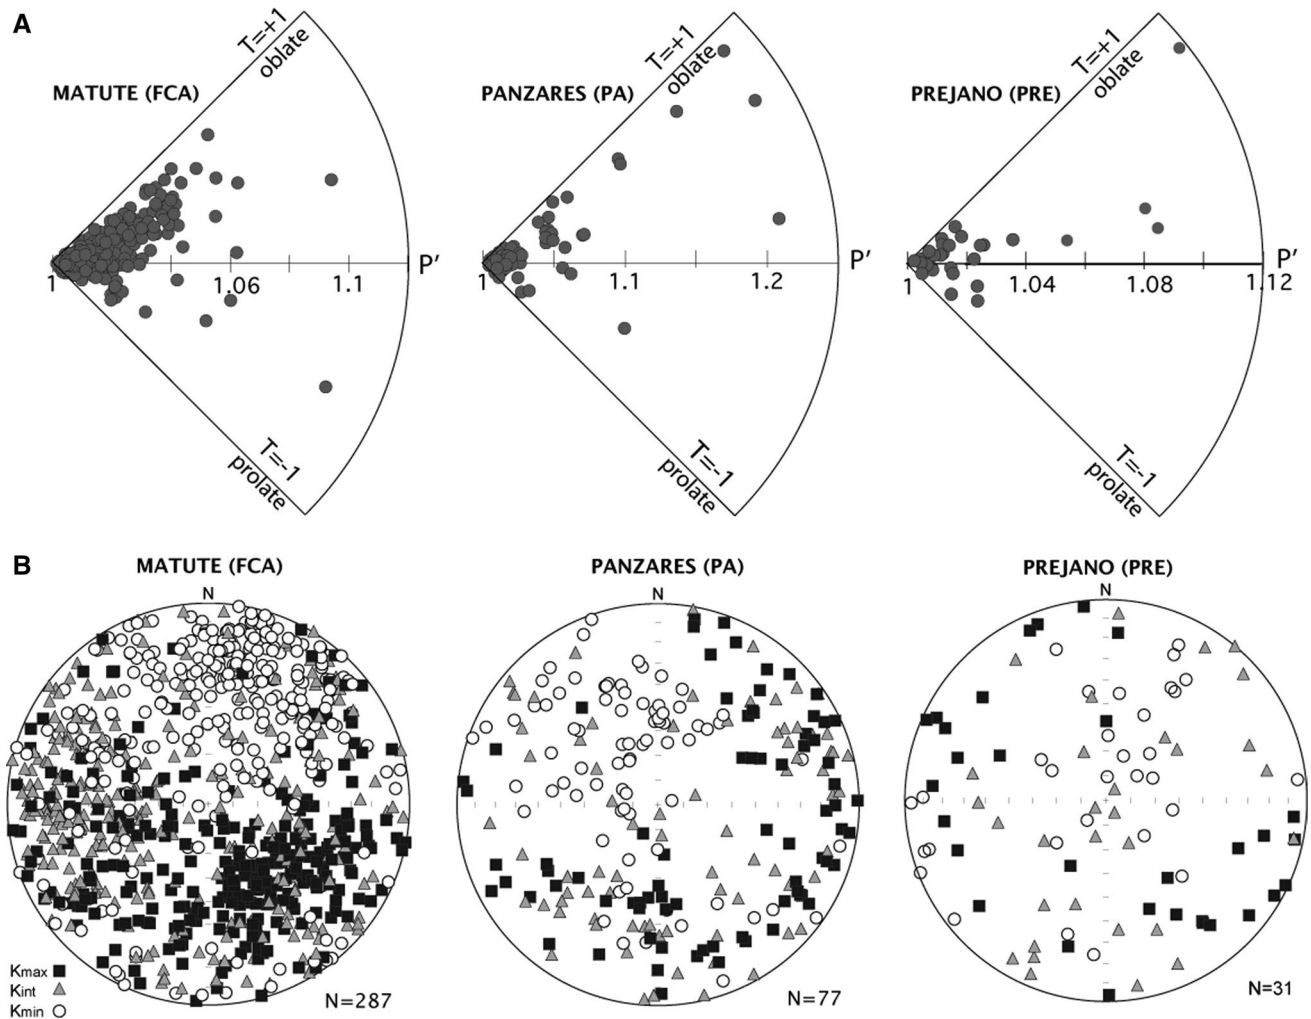 A
MATUTE (FCA)
T=+1
oblate
1
1.06
1.1
P'
T=-1
prolate
PANZARES (PA)
T=+1
oblate
1
1.1
1.2
P'
T=-1
prolate
PREJANO (PRE)
T=+1
oblate
1
1.04
1.08
1.12
P'
T=-1
prolate
B
MATUTE (FCA)
N
Kmax
Kint
Kmin
N=287
PANZARES (PA)
N
N=77
PREJANO (PRE)
N
N=31